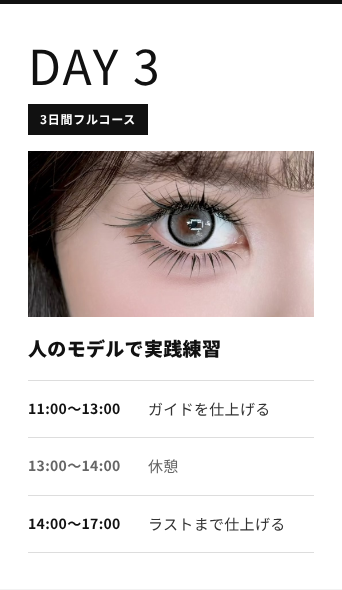 DAY 3
3日間フルコース
人のモデルで実践練習
11:00〜13:00 ガイドを仕上げる
13:00〜14:00 休憩
14:00〜17:00 ラストまで仕上げる